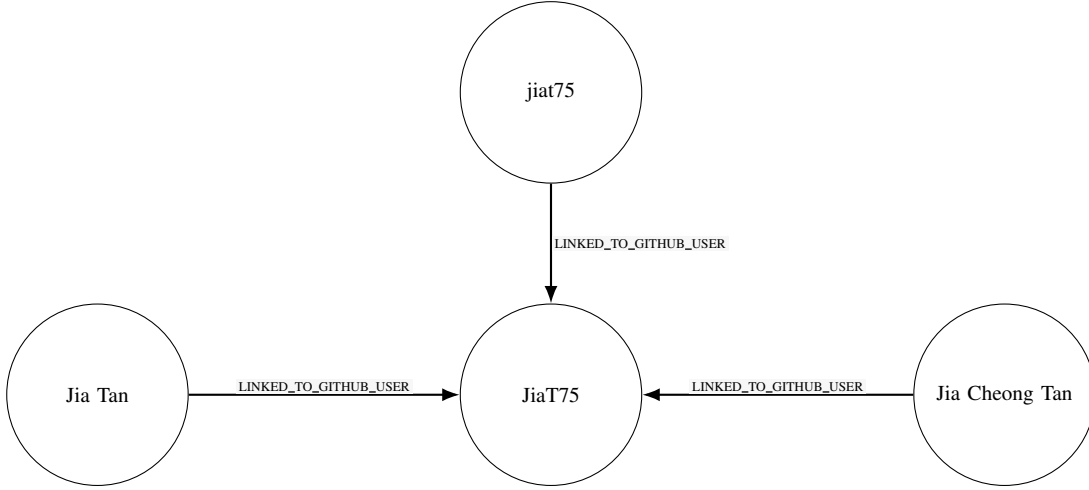 jiat75
LINKED_TO_GITHUB_USER
Jia Tan
LINKED_TO_GITHUB_USER
JiaT75
LINKED_TO_GITHUB_USER
Jia Cheong Tan